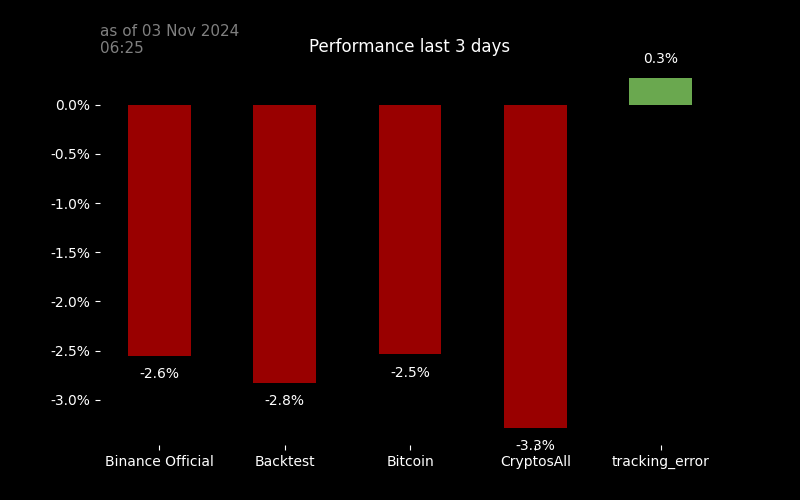 as of 03 Nov 2024
06:25
Performance last 3 days
0.3%
0.0%
-0.5%
-1.0%
-1.5%
-2.0%
-2.5%
-3.0%
-2.6%
-2.8%
-2.5%
-3.3%
Binance Official
Backtest
Bitcoin
CryptosAll
tracking_error